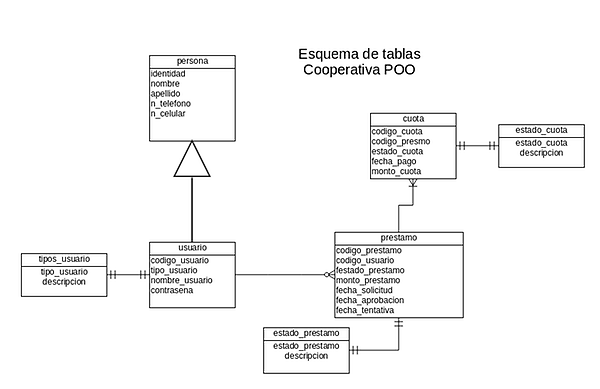 Esquema de tablas
Cooperativa POO
persona
identidad
nombre
apellido
n_telefono
n_celular
cuota
codigo_cuota
codigo_presmo
estado_cuota
fecha_pago
monto_cuota
estado_cuota
estado_cuota
descripcion
tipos_usuario
tipo_usuario
descripcion
usuario
codigo_usuario
tipo_usuario
nombre_usuario
contrasena
prestamo
codigo_prestamo
codigo_usuario
festado_prestamo
monto_prestamo
fecha_solicitud
fecha_aprobacion
fecha_tentativa
estado_prestamo
estado_prestamo
descripcion